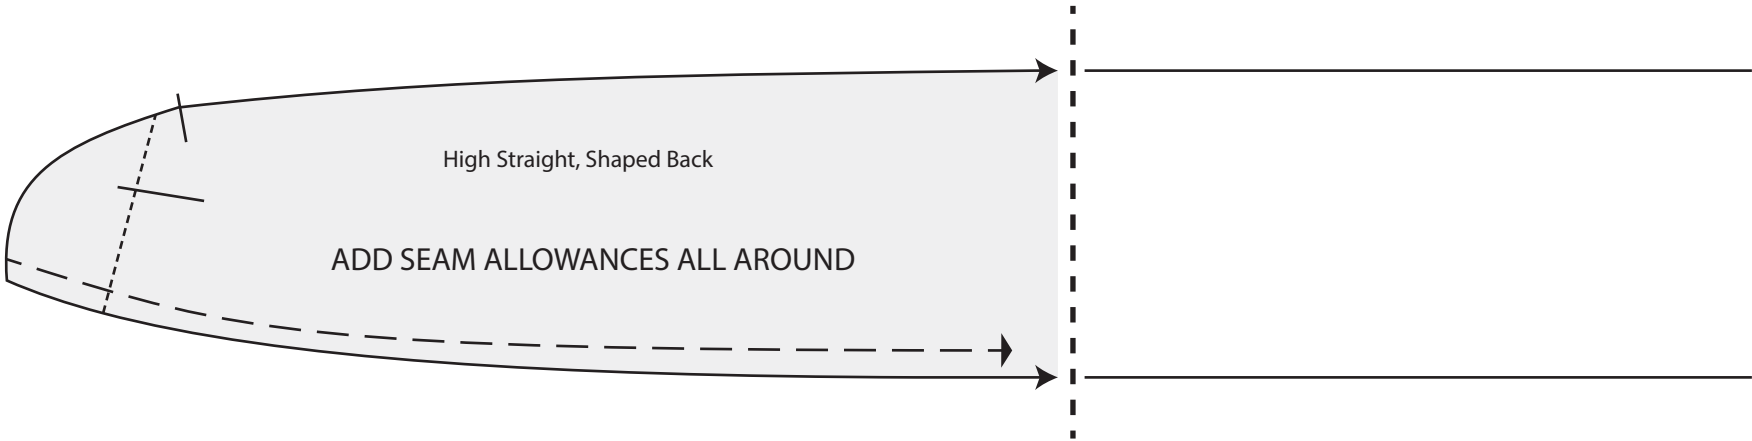 High Straight, Shaped Back
ADD SEAM ALLOWANCES ALL AROUND